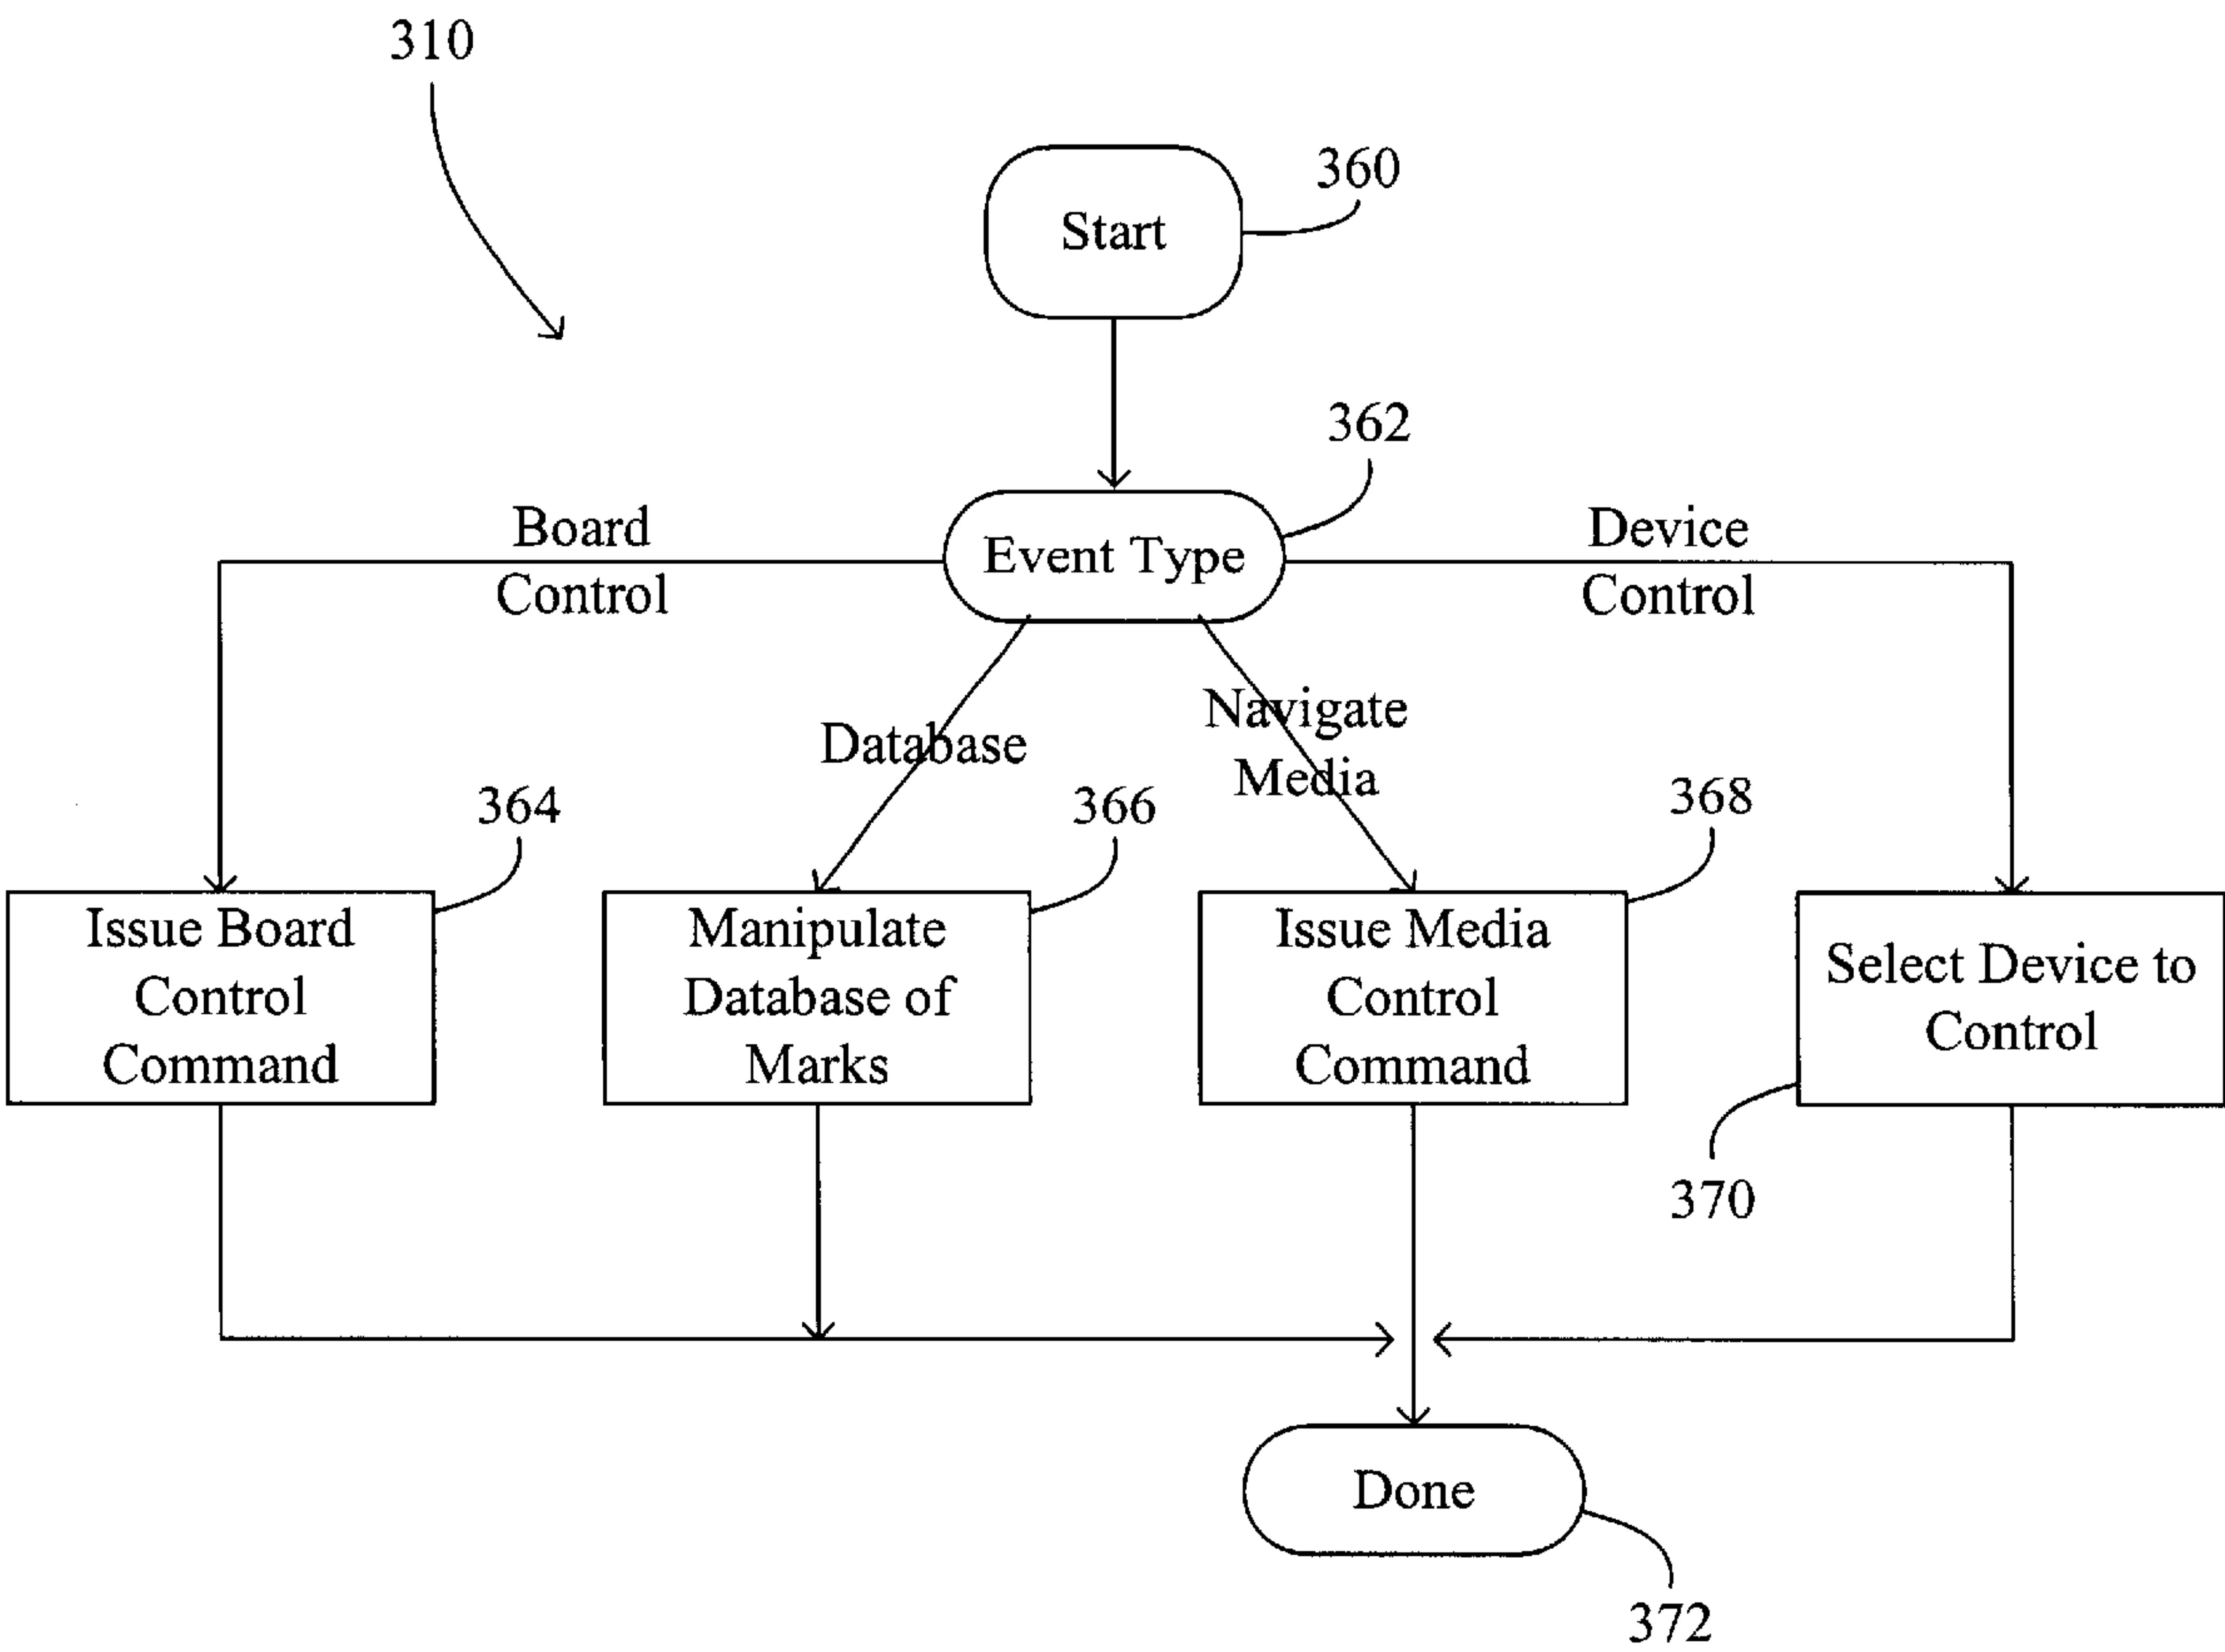 310
360
Start
362
Event Type
Board
Control
Device
Control
Database
Navigate
Media
364
366
368
Issue Board
Control
Command
Manipulate
Database of
Marks
Issue Media
Control
Command
Select Device to
Control
370
Done
372